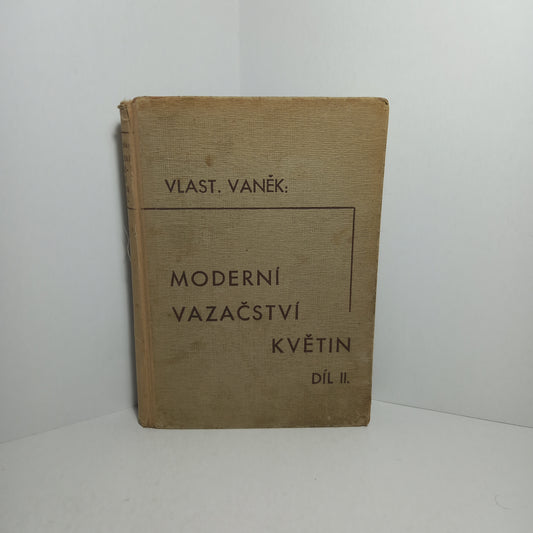 VLAST. VANĚK:
MODERNÍ
VAZAČSTVÍ
KVĚTIN
DÍL II.